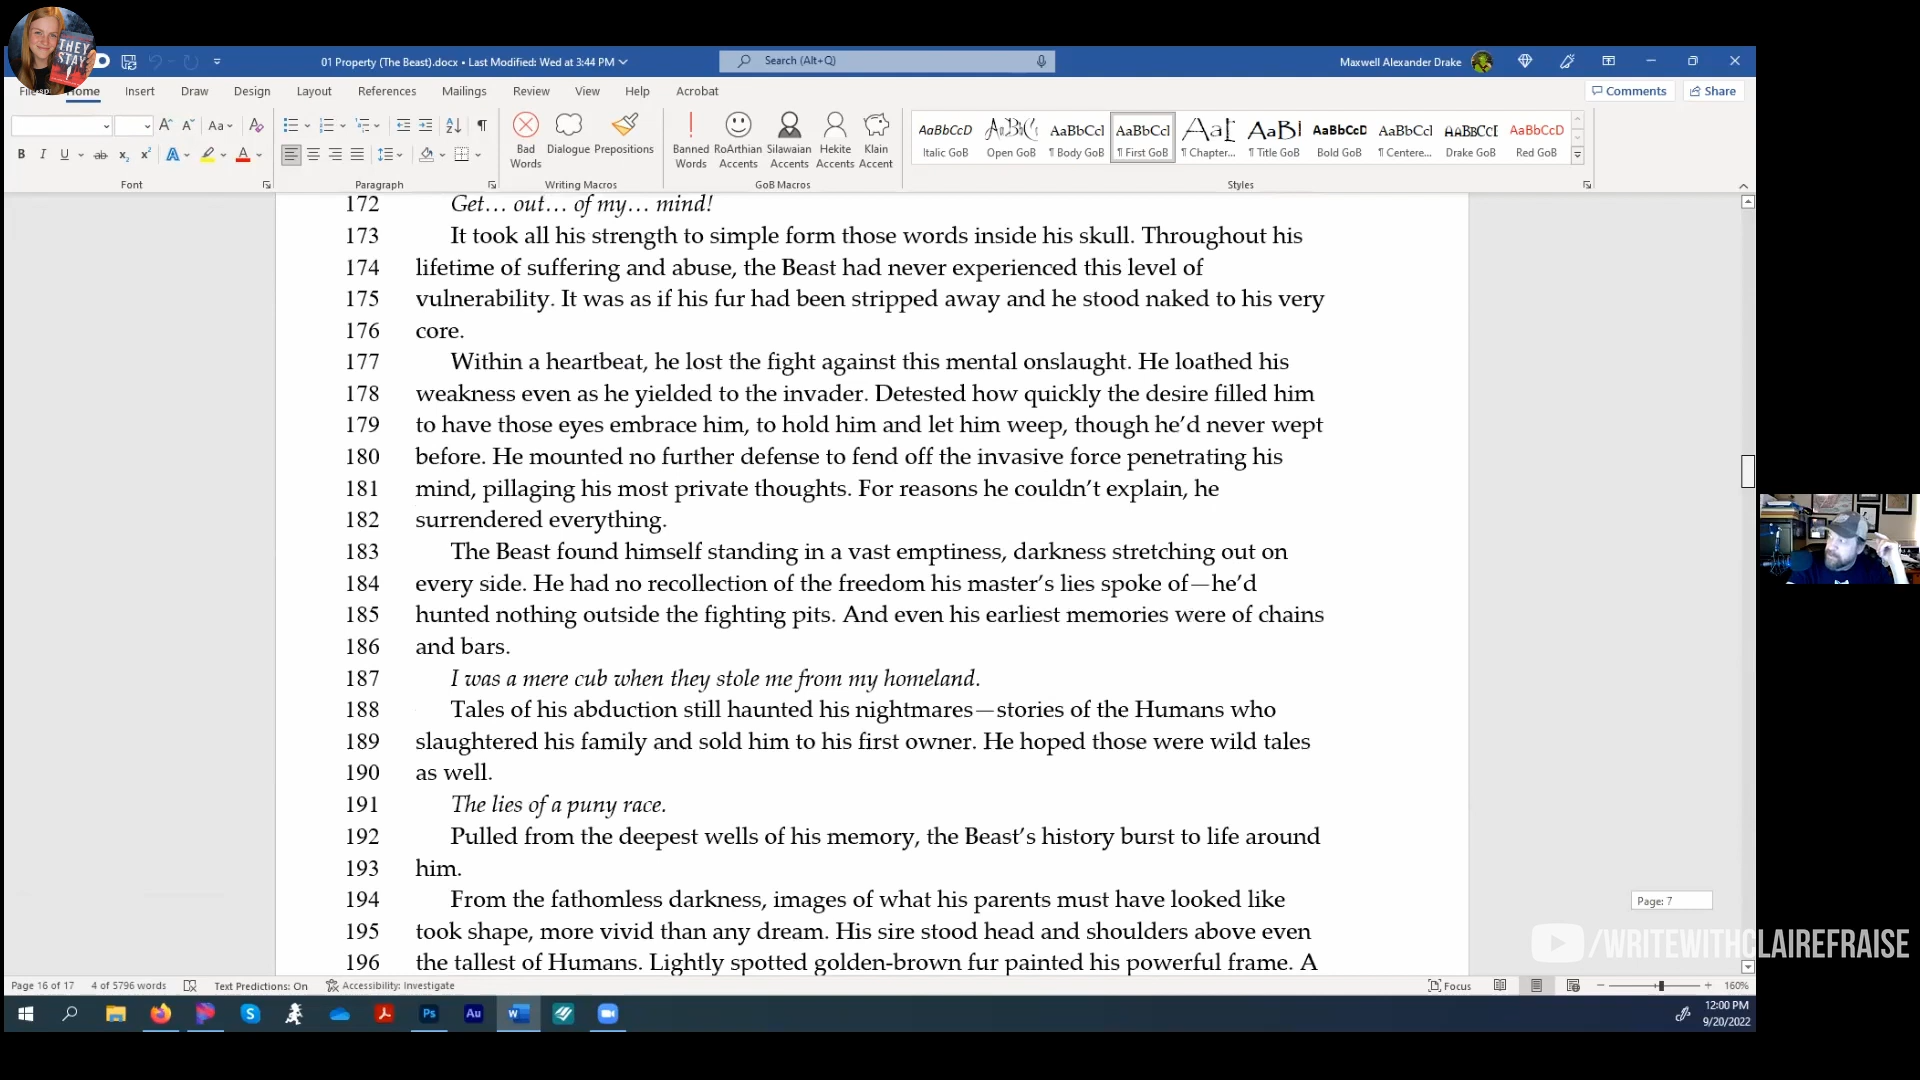 THEY
STAY
01 Property (The Beast).docx • Last Modified: Wed at 3:44 PM
Search (Alt+Q)
Maxwell Alexander Drake
Home Insert Draw Design Layout References Mailings Review View Help Acrobat
Comments Share
Bad Words
Dialogue
Prepositions
Banned Words
RoArthian Accents
Silawaian Accents
Hekite Accents
Klain Accent
AaBbCcD AaBbC AaBbCcl AaBbCcl AaI AaBl AaBbCcD AaBbCcl AABBCCI AaBbCcD
Italic GoB Open GoB ¶ Body GoB ¶ First GoB ¶ Chapter... ¶ Title GoB Bold GoB ¶ Centere... Drake GoB Red GoB
Font Paragraph Writing Macros GoB Macros Styles
172 Get… out… of my… mind!
173 It took all his strength to simple form those words inside his skull. Throughout his
174 lifetime of suffering and abuse, the Beast had never experienced this level of
175 vulnerability. It was as if his fur had been stripped away and he stood naked to his very
176 core.
177 Within a heartbeat, he lost the fight against this mental onslaught. He loathed his
178 weakness even as he yielded to the invader. Detested how quickly the desire filled him
179 to have those eyes embrace him, to hold him and let him weep, though he'd never wept
180 before. He mounted no further defense to fend off the invasive force penetrating his
181 mind, pillaging his most private thoughts. For reasons he couldn't explain, he
182 surrendered everything.
183 The Beast found himself standing in a vast emptiness, darkness stretching out on
184 every side. He had no recollection of the freedom his master's lies spoke of—he'd
185 hunted nothing outside the fighting pits. And even his earliest memories were of chains
186 and bars.
187 I was a mere cub when they stole me from my homeland.
188 Tales of his abduction still haunted his nightmares—stories of the Humans who
189 slaughtered his family and sold him to his first owner. He hoped those were wild tales
190 as well.
191 The lies of a puny race.
192 Pulled from the deepest wells of his memory, the Beast's history burst to life around
193 him.
194 From the fathomless darkness, images of what his parents must have looked like
195 took shape, more vivid than any dream. His sire stood head and shoulders above even
196 the tallest of Humans. Lightly spotted golden-brown fur painted his powerful frame. A
Page: 7
/WRITEWITHCLAIREFRAISE
Page 16 of 17 4 of 5796 words Text Predictions: On Accessibility: Investigate Focus 160%
12:00 PM
9/20/2022